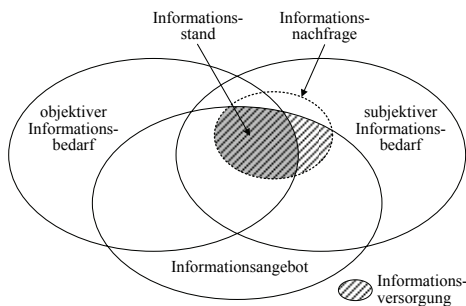 Informations-
stand
Informations-
nachfrage
objektiver
Informations-
bedarf
subjektiver
Informations-
bedarf
Informationsangebot
Informations-
versorgung